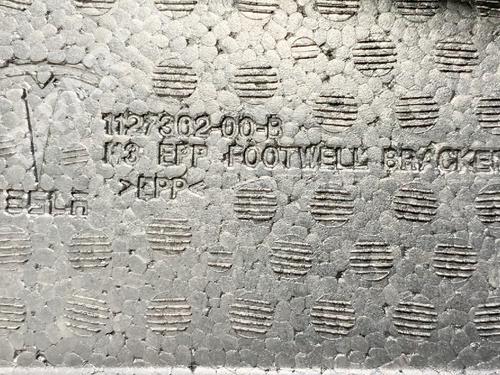 1127302-00-B
M3 EPP FOOTWELL BRACKE
>EPP<